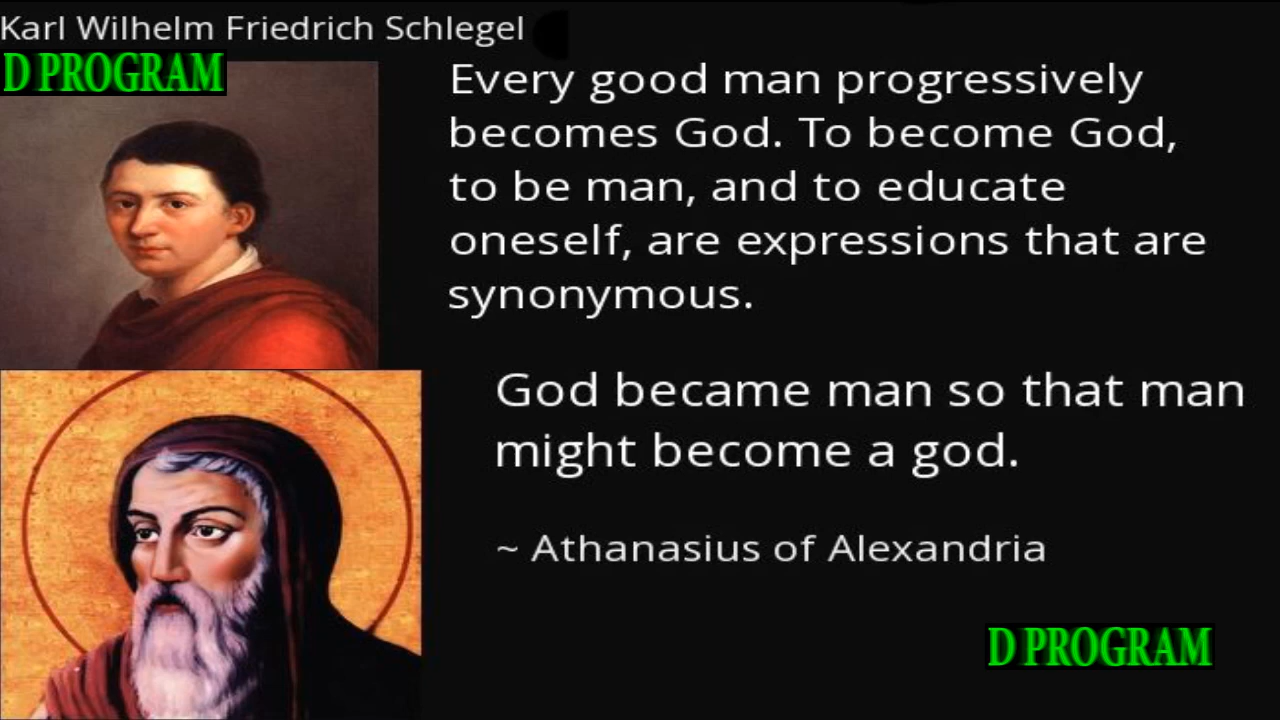 Karl Wilhelm Friedrich Schlegel
D PROGRAM
Every good man progressively
becomes God. To become God,
to be man, and to educate
oneself, are expressions that are
synonymous.
God became man so that man
might become a god.
~ Athanasius of Alexandria
D PROGRAM